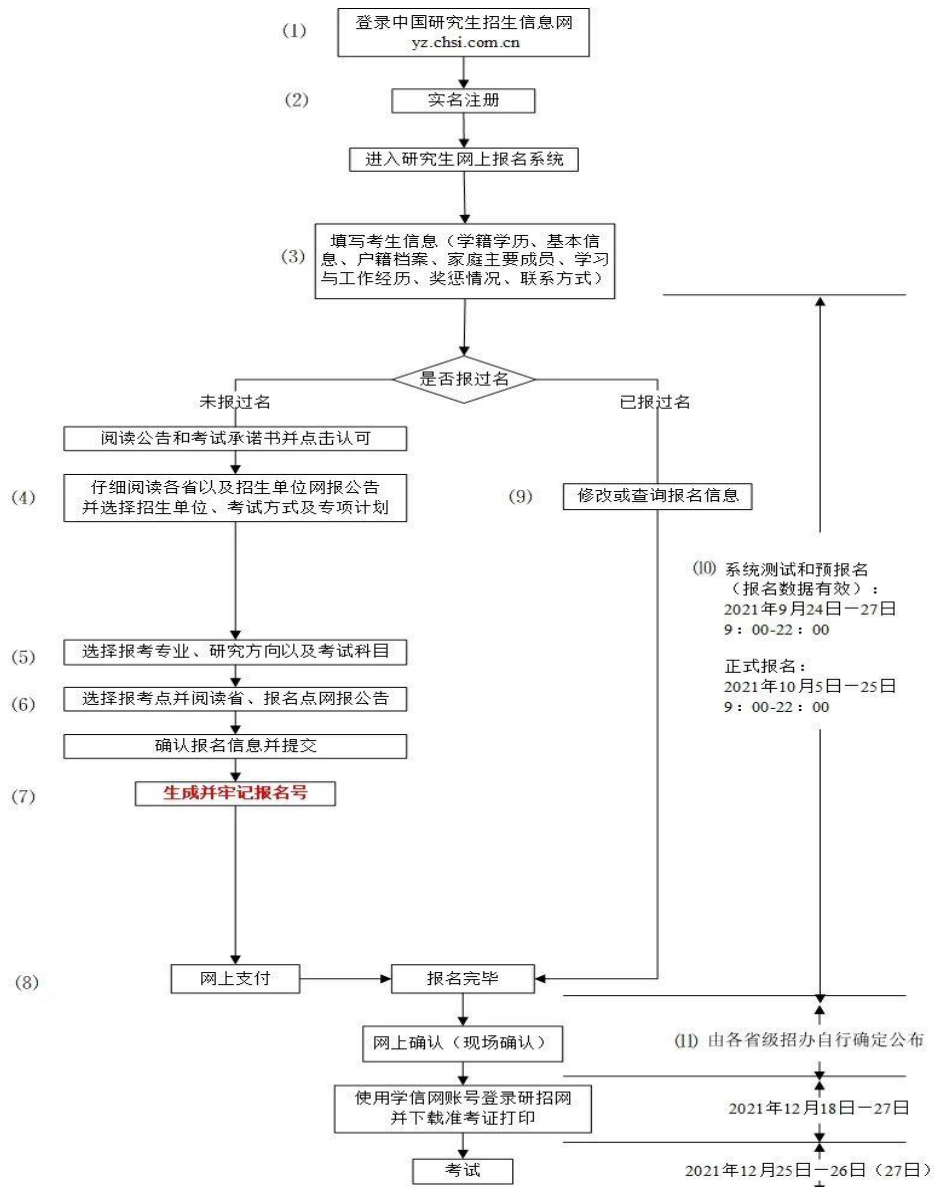 (1)
登录中国研究生招生信息网
yz.chsi.com.cn
(2)
实名注册
进入研究生网上报名系统
(3)
填写考生信息（学籍学历、基本信
息、户籍档案、家庭主要成员、学习
与工作经历、奖惩情况、联系方式）
是否报过名
未报过名
已报过名
阅读公告和考试承诺书并点击认可
(4)
仔细阅读各省以及招生单位网报公告
并选择招生单位、考试方式及专项计划
(9)
修改或查询报名信息
(10) 系统测试和预报名
（报名数据有效）：
2021年9月24日—27日
9：00-22：00
正式报名：
2021年10月5日—25日
9：00-22：00
(5)
选择报考专业、研究方向以及考试科目
(6)
选择报考点并阅读省、报名点网报公告
确认报名信息并提交
(7)
生成并牢记报名号
(8)
网上支付
报名完毕
网上确认（现场确认）
(11) 由各省级招办自行确定公布
使用学信网账号登录研招网
并下载准考证打印
2021年12月18日—27日
考试
2021年12月25日—26日（27日）